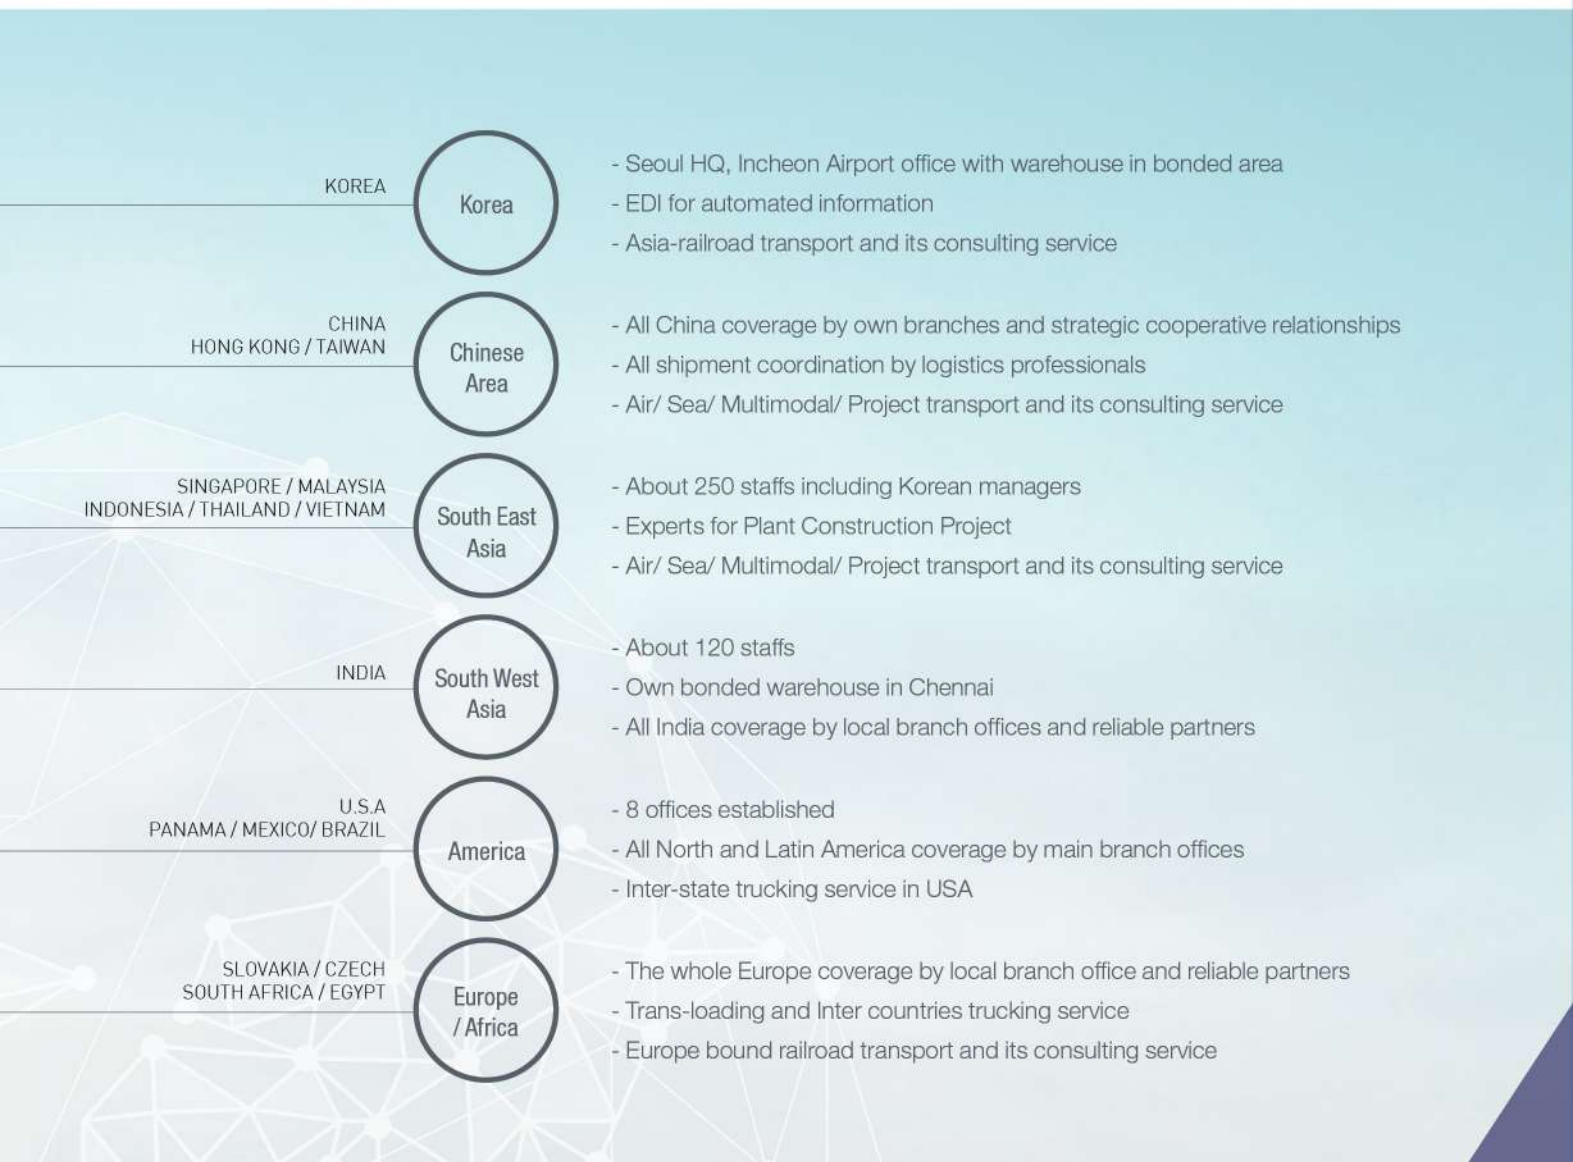 KOREA
Korea
- Seoul HQ, Incheon Airport office with warehouse in bonded area
- EDI for automated information
- Asia-railroad transport and its consulting service
CHINA
HONG KONG / TAIWAN
Chinese
Area
- All China coverage by own branches and strategic cooperative relationships
- All shipment coordination by logistics professionals
- Air/ Sea/ Multimodal/ Project transport and its consulting service
SINGAPORE / MALAYSIA
INDONESIA / THAILAND / VIETNAM
South East
Asia
- About 250 staffs including Korean managers
- Experts for Plant Construction Project
- Air/ Sea/ Multimodal/ Project transport and its consulting service
INDIA
South West
Asia
- About 120 staffs
- Own bonded warehouse in Chennai
- All India coverage by local branch offices and reliable partners
U.S.A
PANAMA / MEXICO/ BRAZIL
America
- 8 offices established
- All North and Latin America coverage by main branch offices
- Inter-state trucking service in USA
SLOVAKIA / CZECH
SOUTH AFRICA / EGYPT
Europe
/ Africa
- The whole Europe coverage by local branch office and reliable partners
- Trans-loading and Inter countries trucking service
- Europe bound railroad transport and its consulting service